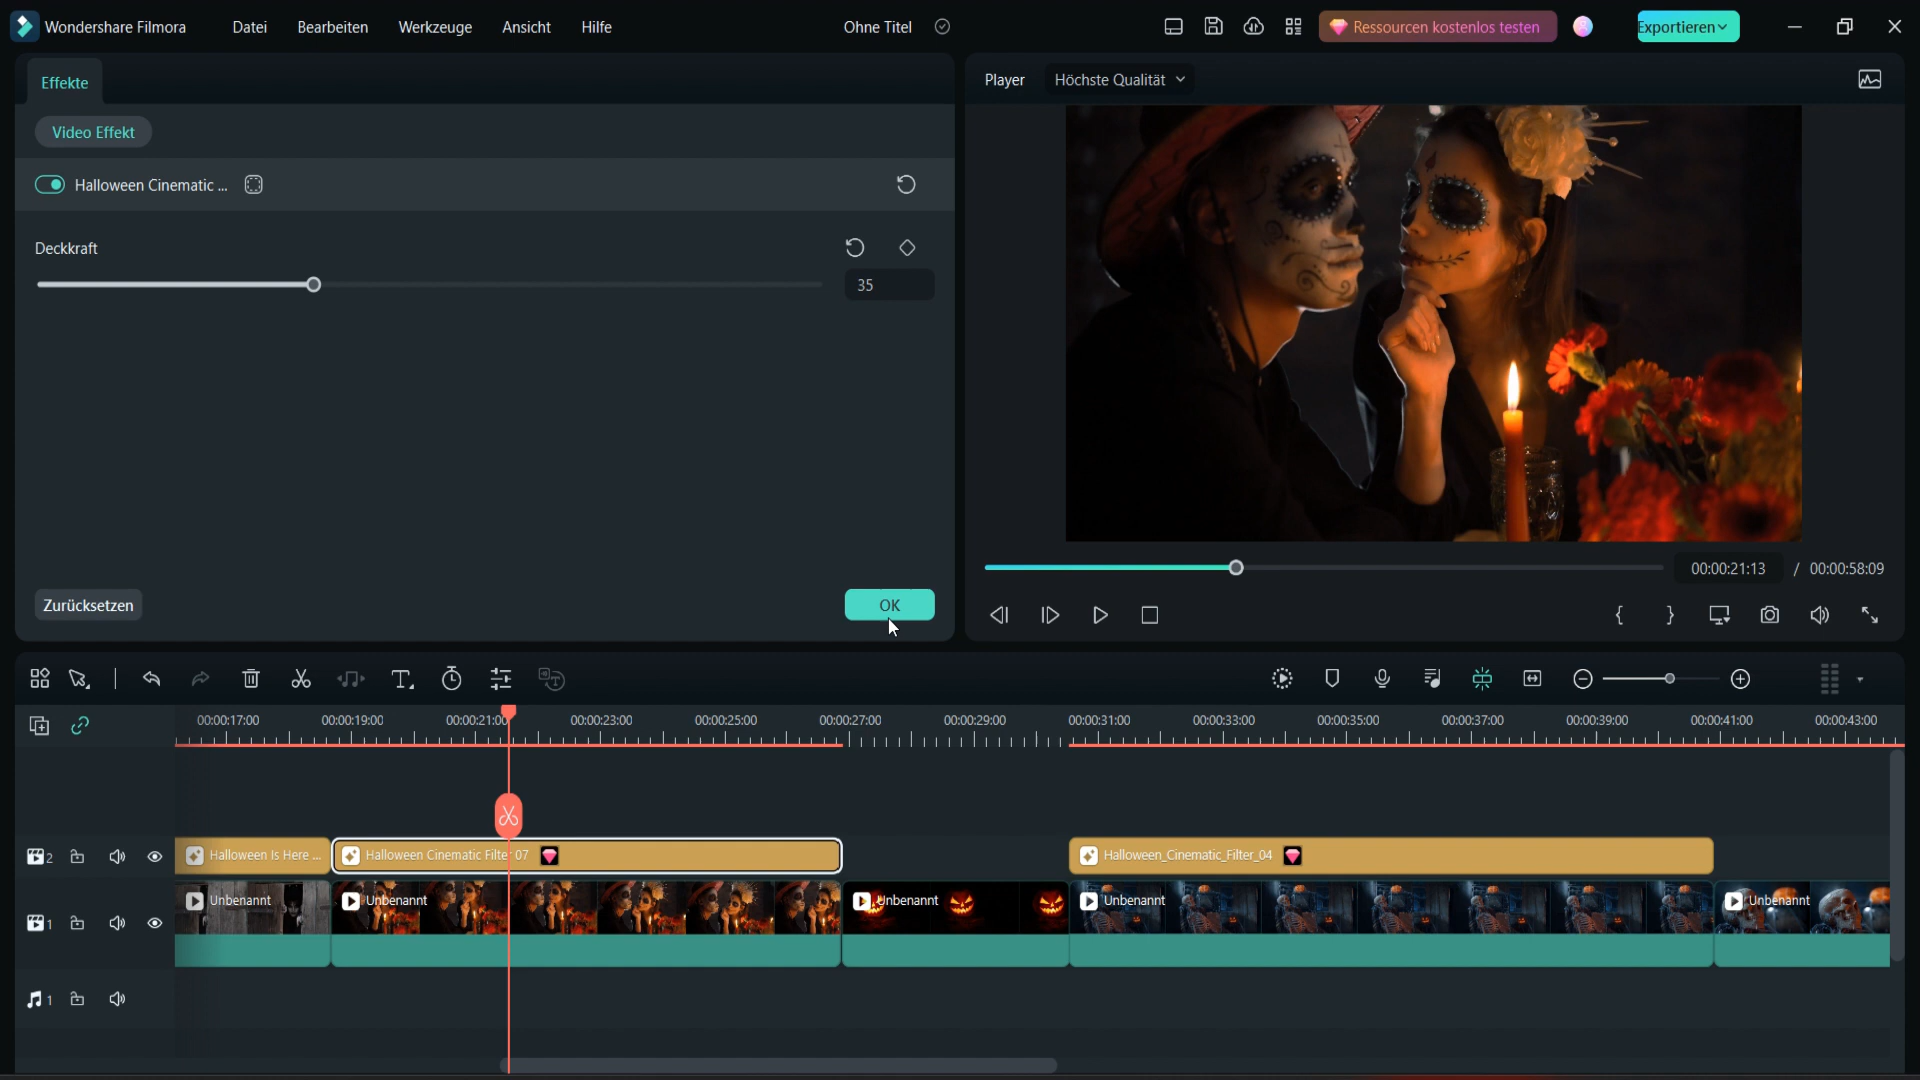 Wondershare Filmora
Datei
Bearbeiten
Werkzeuge
Ansicht
Hilfe
Ohne Titel
Ressourcen kostenlos testen
Exportieren
Effekte
Player
Höchste Qualität
Video Effekt
Halloween Cinematic ...
Deckkraft
35
Zurücksetzen
OK
00:00:21:13 / 00:00:58:09
00:00:17:00
00:00:19:00
00:00:21:00
00:00:23:00
00:00:25:00
00:00:27:00
00:00:29:00
00:00:31:00
00:00:33:00
00:00:35:00
00:00:37:00
00:00:39:00
00:00:41:00
00:00:43:00
2
Halloween Is Here ...
Halloween Cinematic Filter 07
Halloween_Cinematic_Filter_04
1
Unbenannt
Unbenannt
Unbenannt
Unbenannt
Unbenannt
1